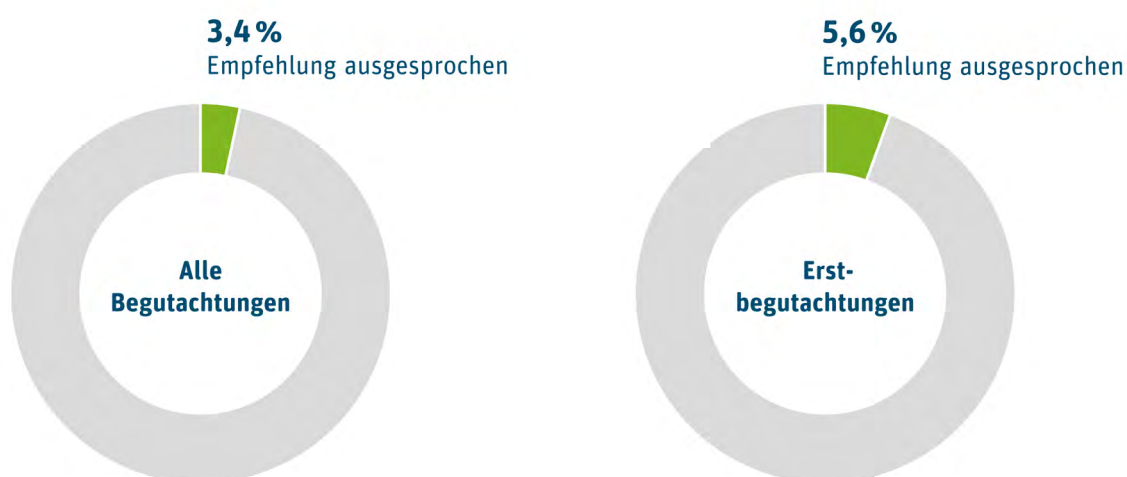 3,4 %
Empfehlung ausgesprochen
Alle
Begutachtungen
5,6 %
Empfehlung ausgesprochen
Erst-
begutachtungen